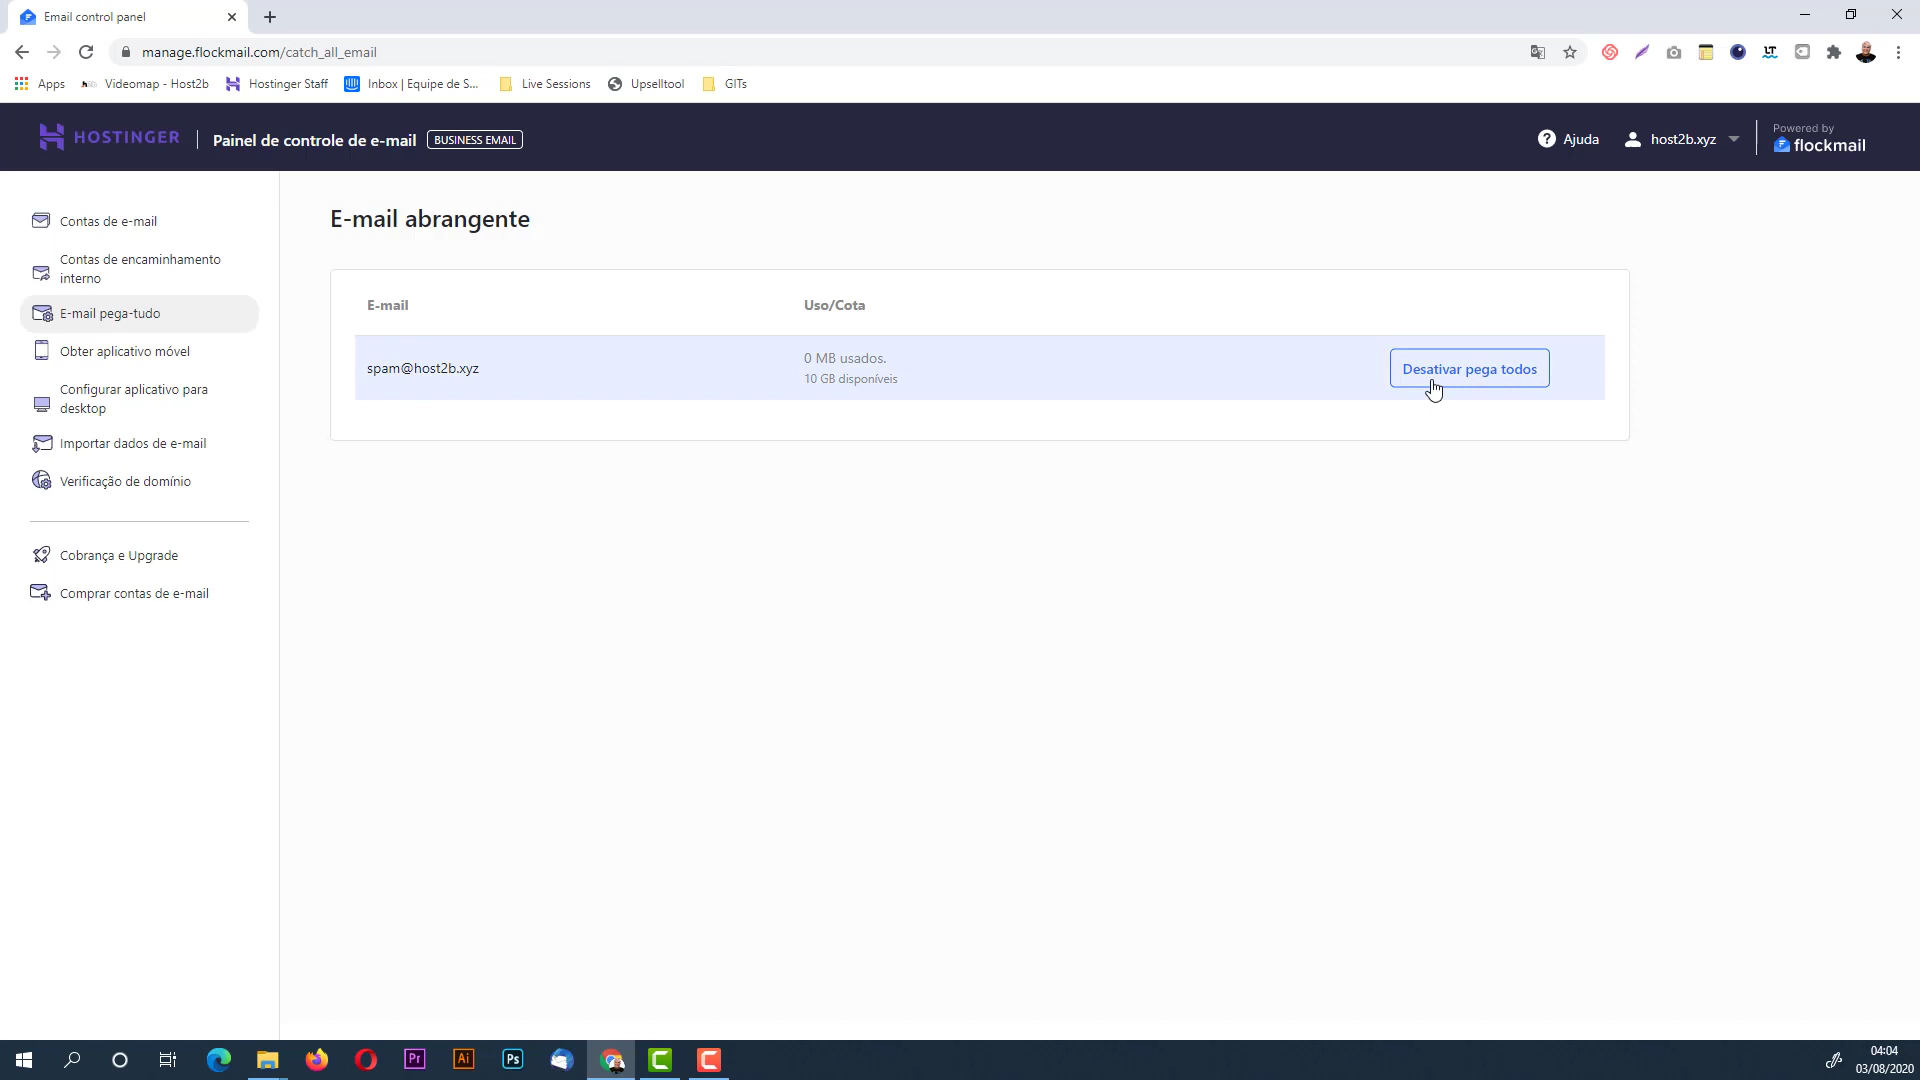 Email control panel
manage.flockmail.com/catch_all_email
Apps
Videomap - Host2b
Hostinger Staff
Inbox | Equipe de S...
Live Sessions
Upselltool
GITs
HOSTINGER
Painel de controle de e-mail
BUSINESS EMAIL
Ajuda
host2b.xyz
Powered by
flockmail
Contas de e-mail
Contas de encaminhamento
interno
E-mail pega-tudo
Obter aplicativo móvel
Configurar aplicativo para
desktop
Importar dados de e-mail
Verificação de domínio
Cobrança e Upgrade
Comprar contas de e-mail
E-mail abrangente
E-mail
Uso/Cota
spam@host2b.xyz
0 MB usados.
10 GB disponíveis
Desativar pega todos
Pr
Ai
Ps
04:04
03/08/2020